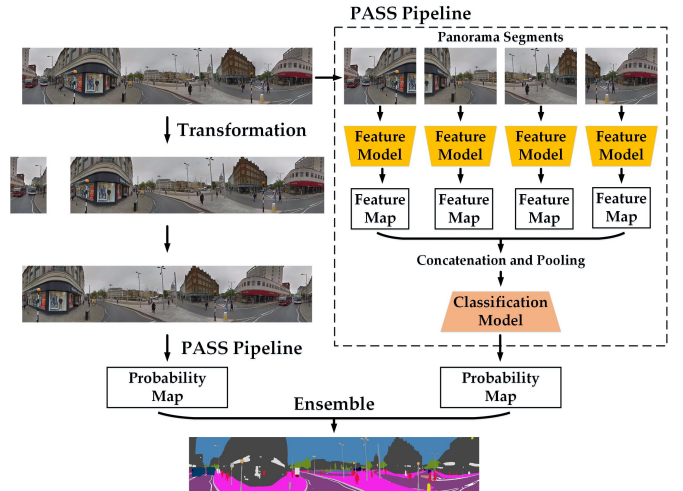 PASS Pipeline
Panorama Segments
Transformation
Feature
Model
Feature
Model
Feature
Model
Feature
Model
Feature
Map
Feature
Map
Feature
Map
Feature
Map
Concatenation and Pooling
Classification
Model
PASS Pipeline
Probability
Map
Probability
Map
Ensemble